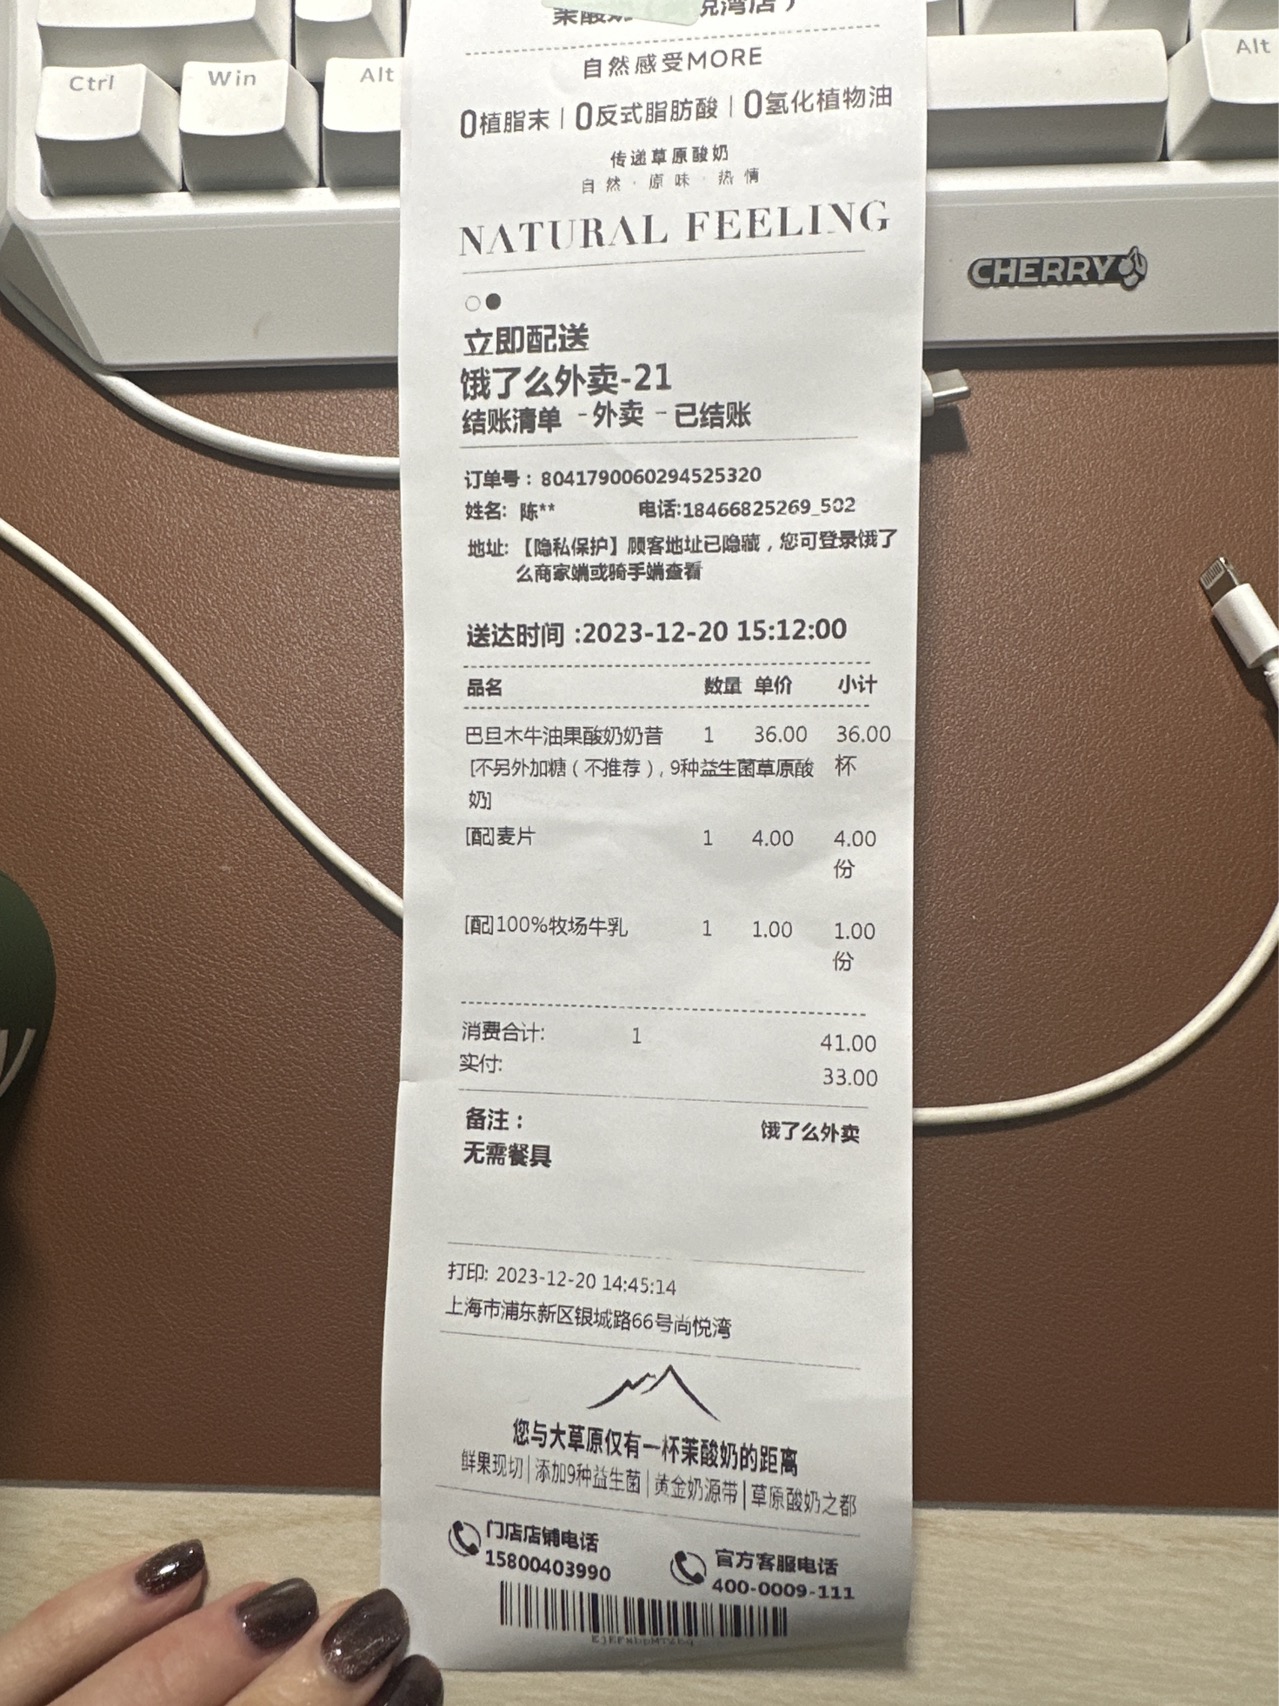 Ctrl
Win
Alt
Alt
CHERRY
茉酸奶 悦湾店）
自然感受MORE
0植脂末｜0反式脂肪酸｜0氢化植物油
传递草原酸奶
自然·原味·热情
NATURAL FEELING
立即配送
饿了么外卖-21
结账清单 -外卖 -已结账
订单号：8041790060294525320
姓名: 陈** 电话:18466825269_502
地址: 【隐私保护】顾客地址已隐藏，您可登录饿了
么商家端或骑手端查看
送达时间 :2023-12-20 15:12:00
品名 数量 单价 小计
巴旦木牛油果酸奶奶昔 1 36.00 36.00
[不另外加糖（不推荐）, 9种益生菌草原酸 杯
奶]
[配]麦片 1 4.00 4.00
份
[配]100%牧场牛乳 1 1.00 1.00
份
消费合计: 1 41.00
实付: 33.00
备注： 饿了么外卖
无需餐具
打印: 2023-12-20 14:45:14
上海市浦东新区银城路66号尚悦湾
您与大草原仅有一杯茉酸奶的距离
鲜果现切|添加9种益生菌|黄金奶源带|草原酸奶之都
门店店铺电话
15800403990
官方客服电话
400-0009-111